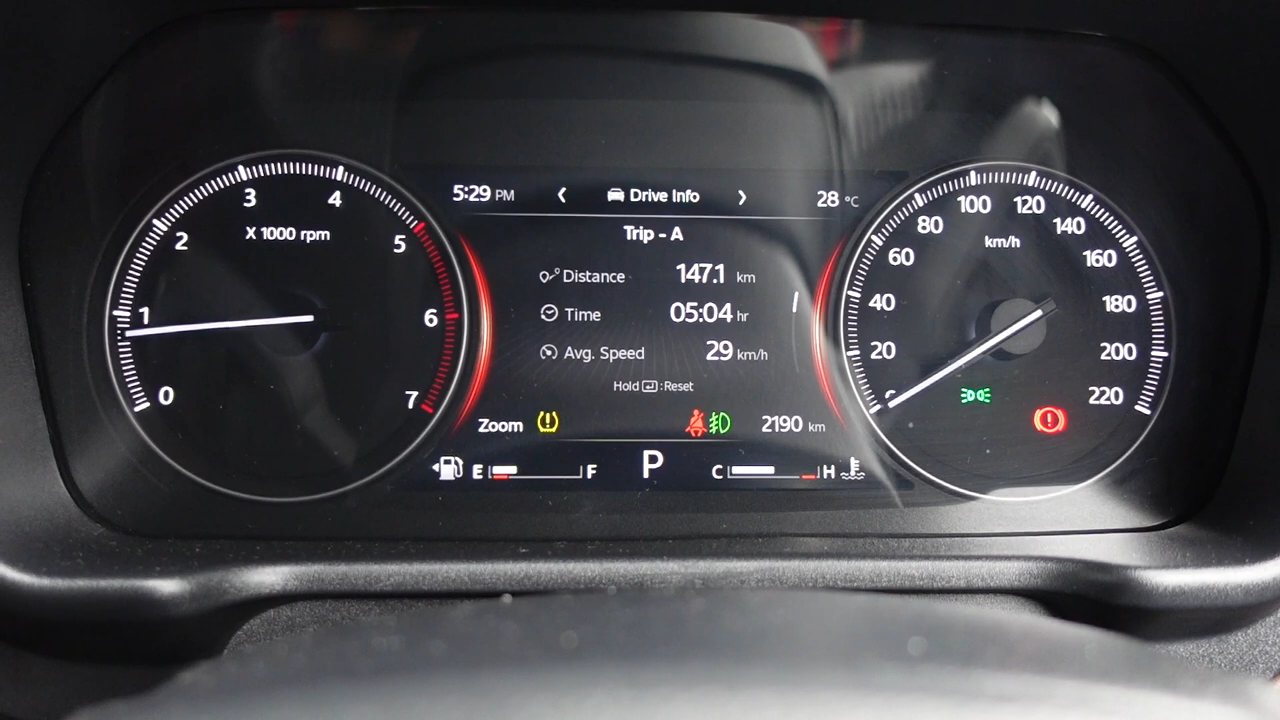 5:29 PM
Drive Info
28 °C
Trip - A
Distance 147.1 km
Time 05:04 hr
Avg. Speed 29 km/h
Hold :Reset
Zoom
2190 km
E F
P
C H
0
1
2
3
4
5
6
7
X 1000 rpm
0
20
40
60
80
100
120
140
160
180
200
220
km/h